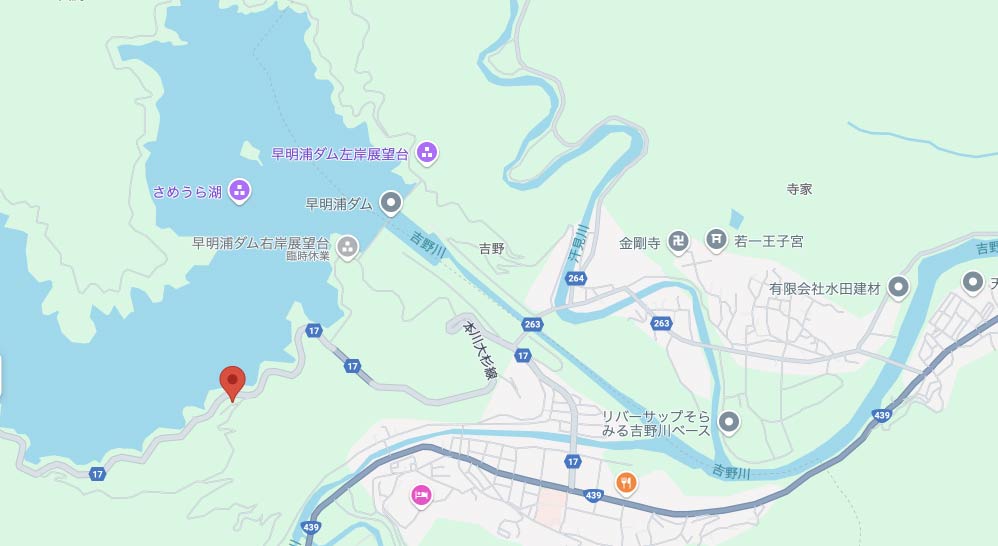 早明浦ダム左岸展望台
さめうら湖
早明浦ダム
早明浦ダム右岸展望台
臨時休業
吉野川
吉野
汗見川
寺家
金剛寺
若一王子宮
有限会社水田建材
吉野
天
264
263
263
17
17
17
本川大杉線
17
17
439
リバーサップそら
みる吉野川ベース
吉野川
439
439